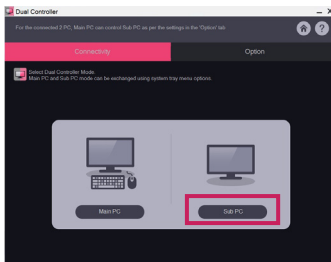 Dual Controller
For the connected 2 PC, Main PC can control Sub PC as per the settings in the 'Option' tab.
?
Connectivity
Option
Select Dual Controller Mode.
Main PC and Sub PC mode can be exchanged using system tray menu options.
Main PC
Sub PC